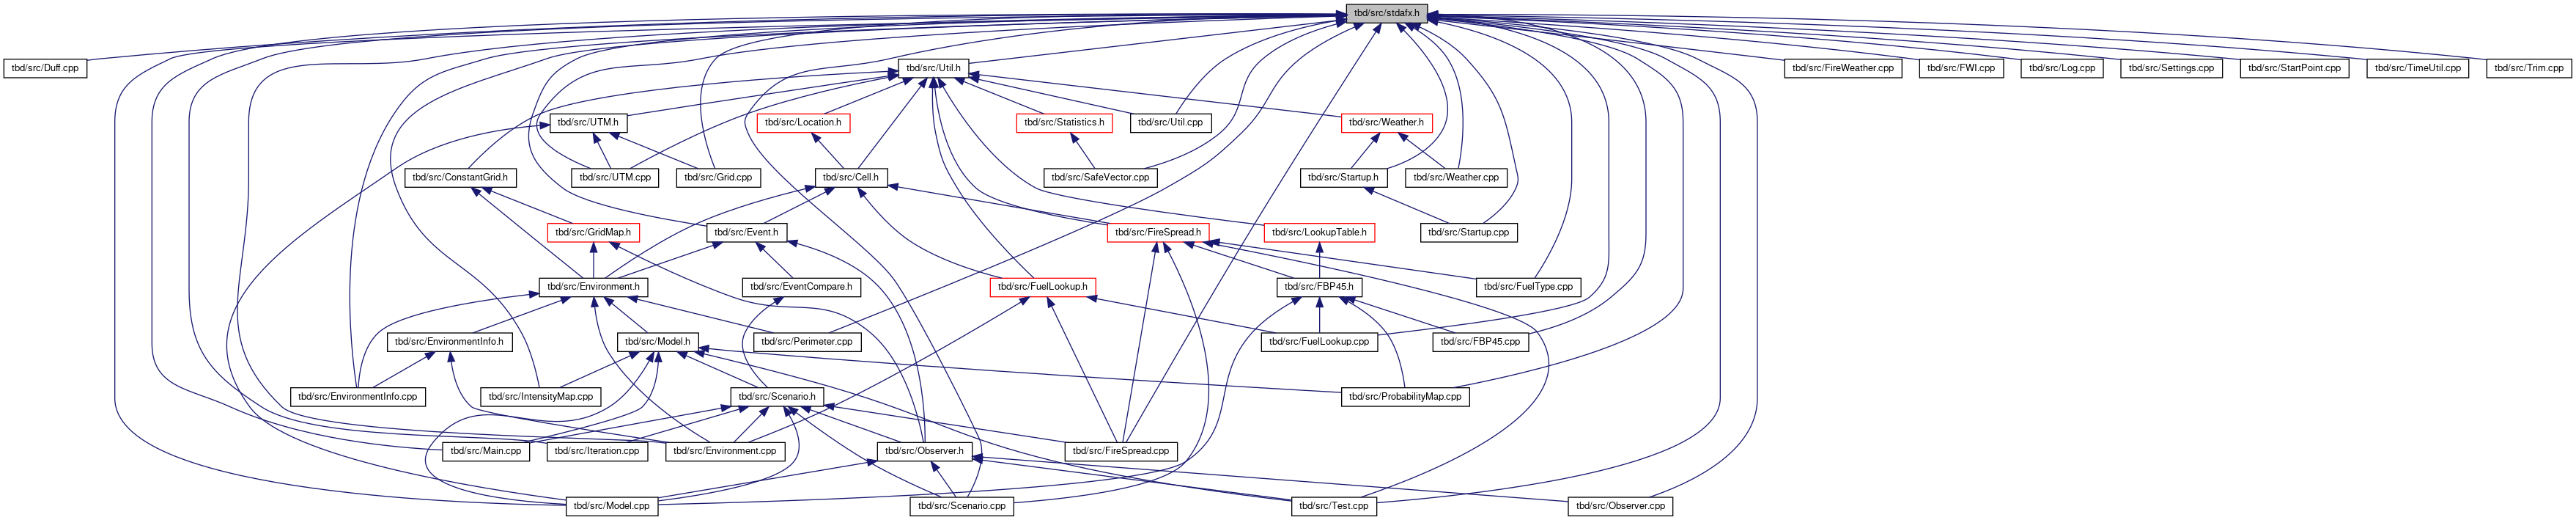 tbd/src/stdafx.h
tbd/src/Duff.cpp
tbd/src/Util.h
tbd/src/FireWeather.cpp
tbd/src/FWI.cpp
tbd/src/Log.cpp
tbd/src/Settings.cpp
tbd/src/StartPoint.cpp
tbd/src/TimeUtil.cpp
tbd/src/Trim.cpp
tbd/src/UTM.h
tbd/src/Location.h
tbd/src/Statistics.h
tbd/src/Util.cpp
tbd/src/Weather.h
tbd/src/ConstantGrid.h
tbd/src/UTM.cpp
tbd/src/Grid.cpp
tbd/src/Cell.h
tbd/src/SafeVector.cpp
tbd/src/Startup.h
tbd/src/Weather.cpp
tbd/src/GridMap.h
tbd/src/Event.h
tbd/src/FireSpread.h
tbd/src/LookupTable.h
tbd/src/Startup.cpp
tbd/src/Environment.h
tbd/src/EventCompare.h
tbd/src/FuelLookup.h
tbd/src/FBP45.h
tbd/src/FuelType.cpp
tbd/src/EnvironmentInfo.h
tbd/src/Model.h
tbd/src/Perimeter.cpp
tbd/src/FuelLookup.cpp
tbd/src/FBP45.cpp
tbd/src/EnvironmentInfo.cpp
tbd/src/IntensityMap.cpp
tbd/src/Scenario.h
tbd/src/ProbabilityMap.cpp
tbd/src/Main.cpp
tbd/src/Iteration.cpp
tbd/src/Environment.cpp
tbd/src/Observer.h
tbd/src/FireSpread.cpp
tbd/src/Model.cpp
tbd/src/Scenario.cpp
tbd/src/Test.cpp
tbd/src/Observer.cpp